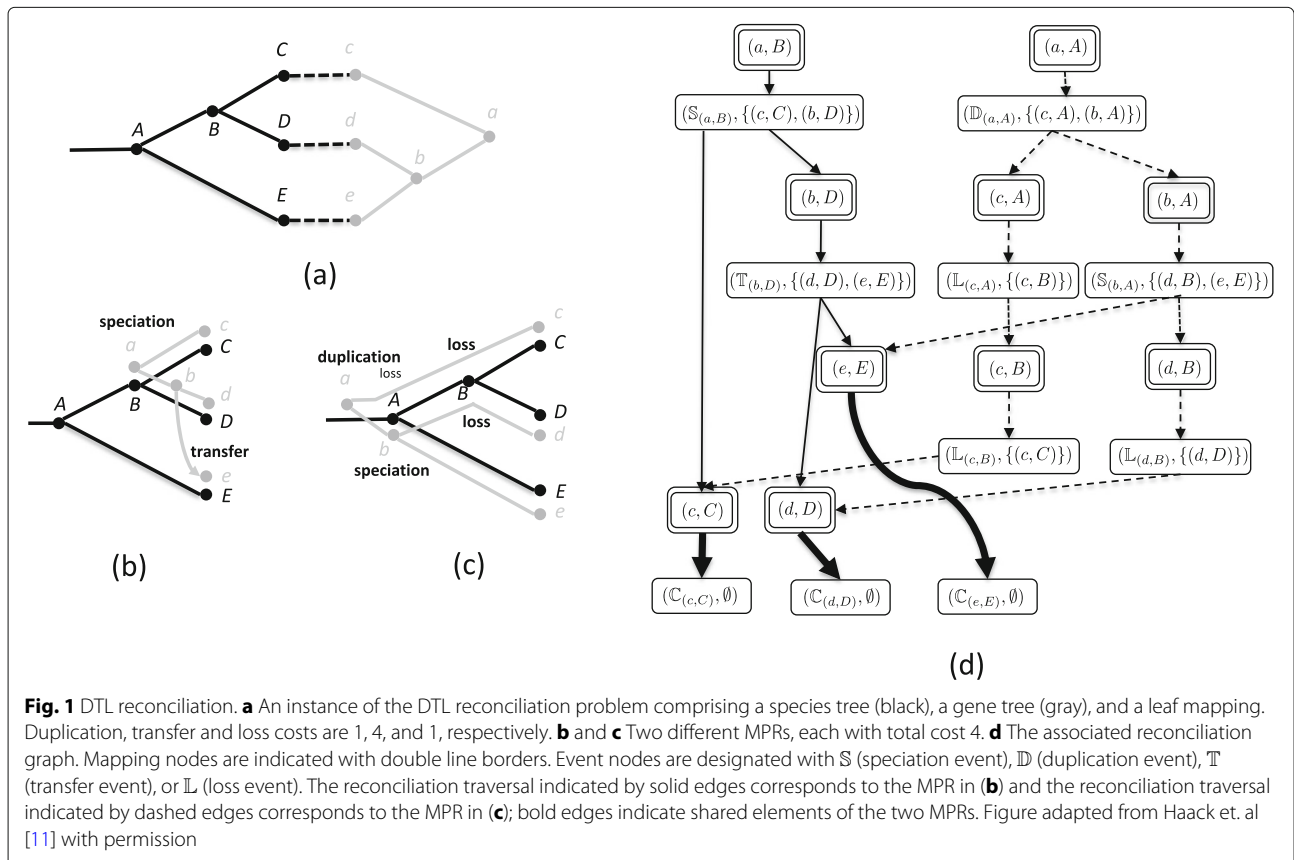 C
c
a
A
B
D
d
b
E
e
(a)
speciation
c
a
C
b
B
d
A
D
transfer
e
E
(b)
c
loss
C
duplication
loss
a
B
A
D
loss
d
b
speciation
E
e
(c)
(a, B)
(a, A)
(𝕊(a,B), {(c, C), (b, D)})
(𝔻(a,A), {(c, A), (b, A)})
(b, D)
(c, A)
(b, A)
(𝕋(b,D), {(d, D), (e, E)})
(𝕃(c,A), {(c, B)})
(𝕊(b,A), {(d, B), (e, E)})
(e, E)
(c, B)
(d, B)
(𝕃(c,B), {(c, C)})
(𝕃(d,B), {(d, D)})
(c, C)
(d, D)
(ℂ(c,C), ∅)
(ℂ(d,D), ∅)
(ℂ(e,E), ∅)
(d)
Fig. 1 DTL reconciliation. a An instance of the DTL reconciliation problem comprising a species tree (black), a gene tree (gray), and a leaf mapping.
Duplication, transfer and loss costs are 1, 4, and 1, respectively. b and c Two different MPRs, each with total cost 4. d The associated reconciliation
graph. Mapping nodes are indicated with double line borders. Event nodes are designated with 𝕊 (speciation event), 𝔻 (duplication event), 𝕋
(transfer event), or 𝕃 (loss event). The reconciliation traversal indicated by solid edges corresponds to the MPR in (b) and the reconciliation traversal
indicated by dashed edges corresponds to the MPR in (c); bold edges indicate shared elements of the two MPRs. Figure adapted from Haack et. al
[11] with permission